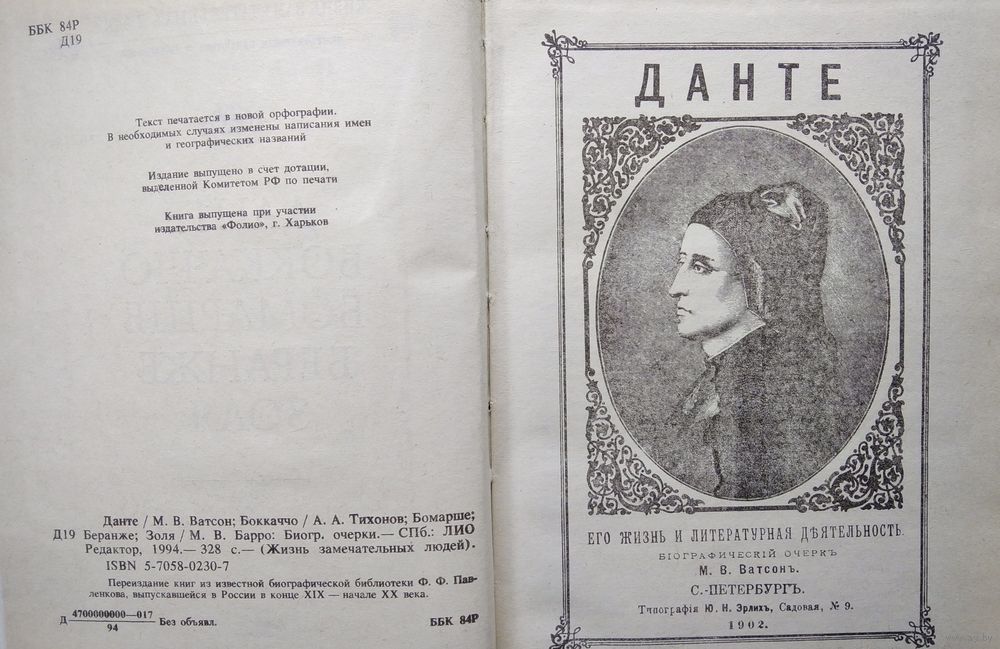 ББК 84Р
Д19
Текст печатается в новой орфографии.
В необходимых случаях изменены написания имен
и географических названий
Издание выпущено в счет дотации,
выделенной Комитетом РФ по печати
Книга выпущена при участии
издательства «Фолио», г. Харьков
Данте / М. В. Ватсон; Боккаччо / А. А. Тихонов; Бомарше;
Д19 Беранже; Золя / М. В. Барро: Биогр. очерки.— СПб.: ЛИО
Редактор, 1994.— 328 с.— (Жизнь замечательных людей).
ISBN 5-7058-0230-7
Переиздание книг из известной биографической библиотеки Ф. Ф. Пав-
ленкова, выпускавшейся в России в конце XIX — начале XX века.
Д 4700000000—017
94
Без объявл.
ББК 84Р
ДАНТЕ
ЕГО ЖИЗНЬ И ЛИТЕРАТУРНАЯ ДѢЯТЕЛЬНОСТЬ.
БІОГРАФИЧЕСКІЙ ОЧЕРКЪ
М. В. Ватсонъ.
С.-ПЕТЕРБУРГЪ.
Типографія Ю. Н. Эрлихъ, Садовая, № 9.
1902.